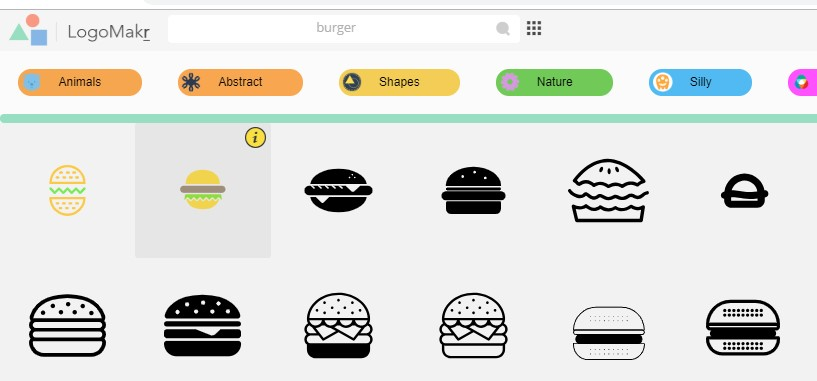 LogoMakr
burger
Animals
Abstract
Shapes
Nature
Silly
i